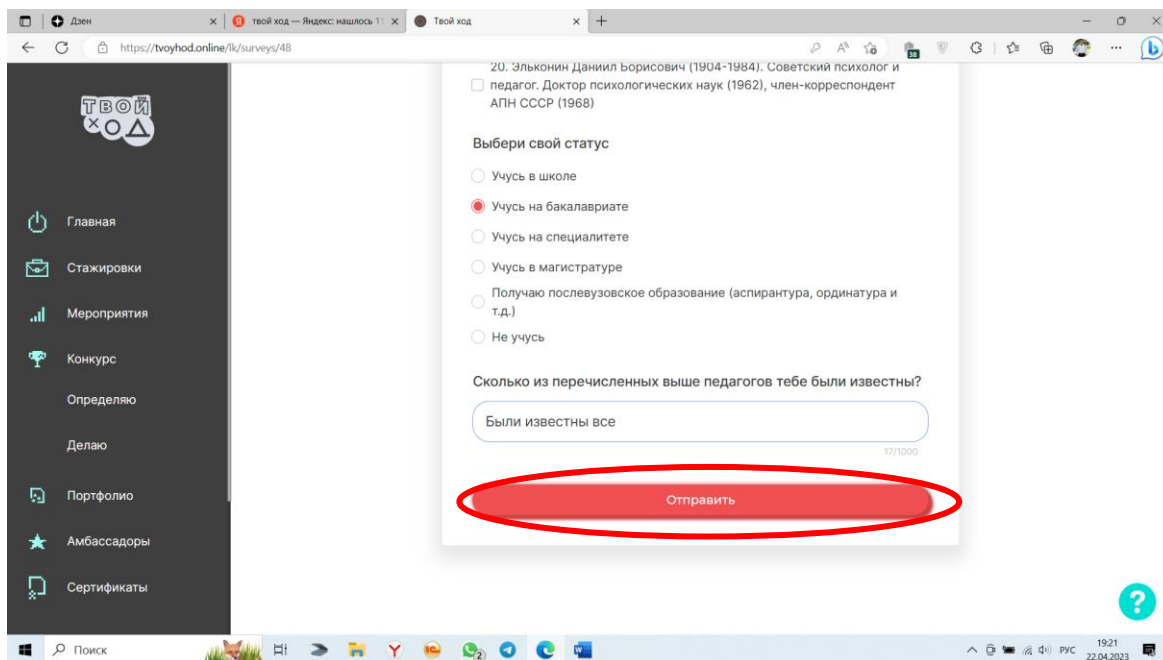 Дзен
твой ход — Яндекс: нашлось 1
Твой ход
https://tvoyhod.online/lk/surveys/48
38
ТВОЙ
ХОД
Главная
Стажировки
Мероприятия
Конкурс
Определяю
Делаю
Портфолио
Амбассадоры
Сертификаты
20. Эльконин Даниил Борисович (1904-1984). Советский психолог и
педагог. Доктор психологических наук (1962), член-корреспондент
АПН СССР (1968)
Выбери свой статус
Учусь в школе
Учусь на бакалавриате
Учусь на специалитете
Учусь в магистратуре
Получаю послевузовское образование (аспирантура, ординатура и
т.д.)
Не учусь
Сколько из перечисленных выше педагогов тебе были известны?
Были известны все
17/1000
Отправить
?
Поиск
2
РУС
19:21
22.04.2023